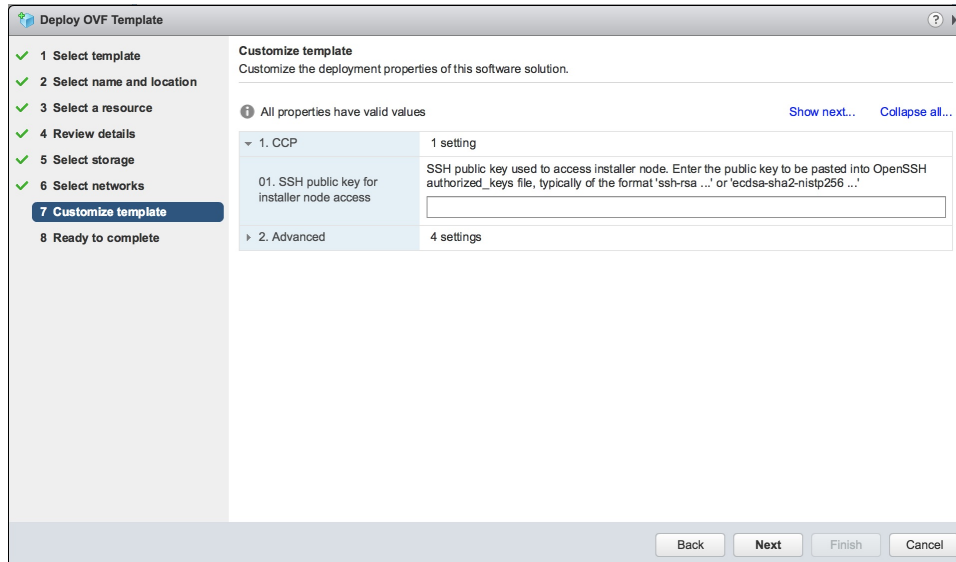 Deploy OVF Template
?
1 Select template
2 Select name and location
3 Select a resource
4 Review details
5 Select storage
6 Select networks
7 Customize template
8 Ready to complete
Customize template
Customize the deployment properties of this software solution.
All properties have valid values
Show next...
Collapse all...
1. CCP
1 setting
01. SSH public key for
installer node access
SSH public key used to access installer node. Enter the public key to be pasted into OpenSSH
authorized_keys file, typically of the format 'ssh-rsa ...' or 'ecdsa-sha2-nistp256 ...'
2. Advanced
4 settings
Back
Next
Finish
Cancel